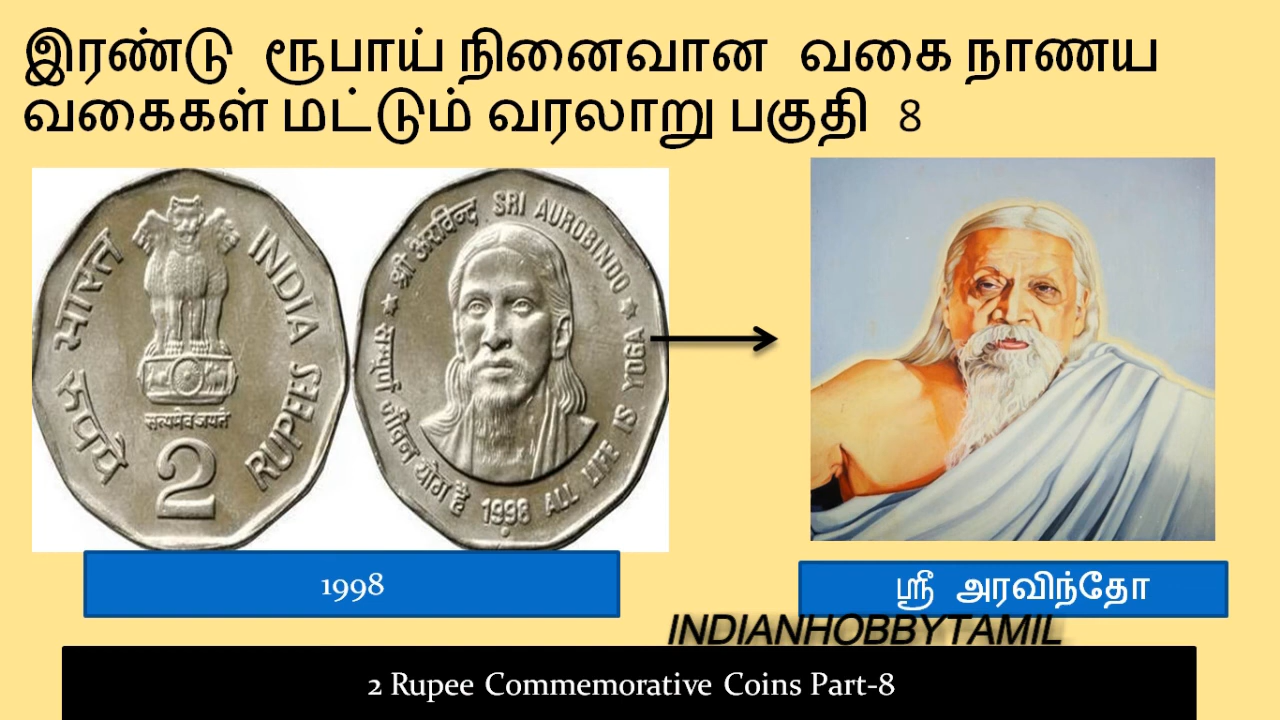 இரண்டு ரூபாய் நினைவான வகை நாணய
வகைகள் மட்டும் வரலாறு பகுதி 8
भारत
INDIA
रुपये
RUPEES
सत्यमेव जयते
2
श्री अरविन्द
SRI AUROBINDO
सम्पूर्ण जीवन योग है
1998
ALL LIFE IS YOGA
1998
ஸ்ரீ அரவிந்தோ
INDIANHOBBYTAMIL
2 Rupee Commemorative Coins Part-8